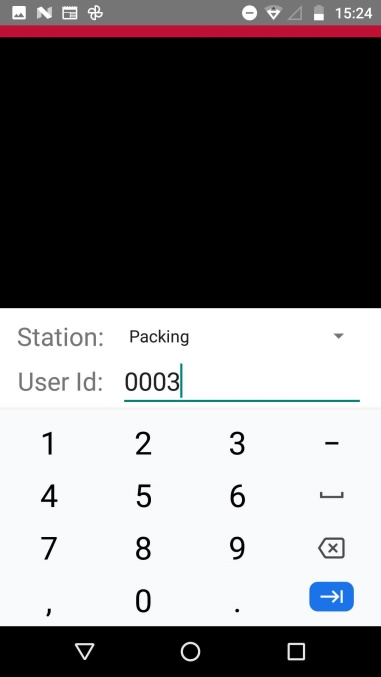 15:24
Station: Packing
User Id: 0003
1 2 3 -
4 5 6
7 8 9
, 0 .